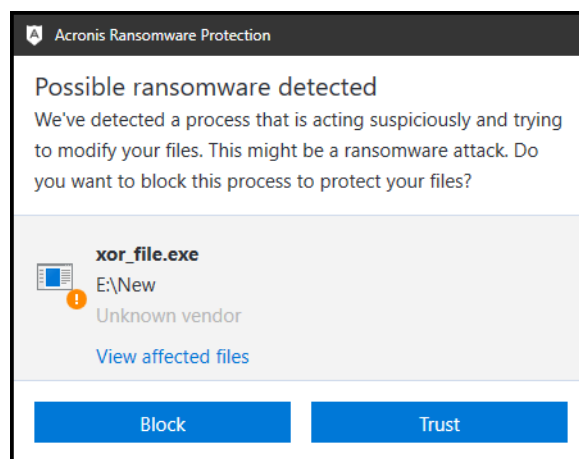 Acronis Ransomware Protection
Possible ransomware detected
We've detected a process that is acting suspiciously and trying
to modify your files. This might be a ransomware attack. Do
you want to block this process to protect your files?
xor_file.exe
E:\New
Unknown vendor
View affected files
Block
Trust